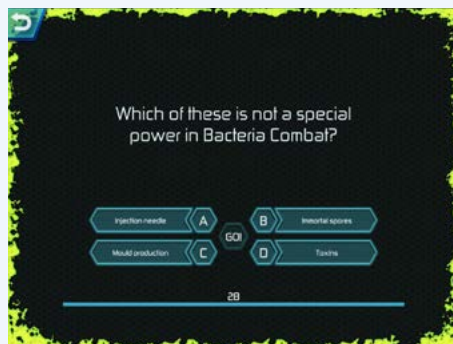 Which of these is not a special
power in Bacteria Combat?
Injection needle
A
B
Immortal spores
GO!
Mould production
C
D
Toxins
28